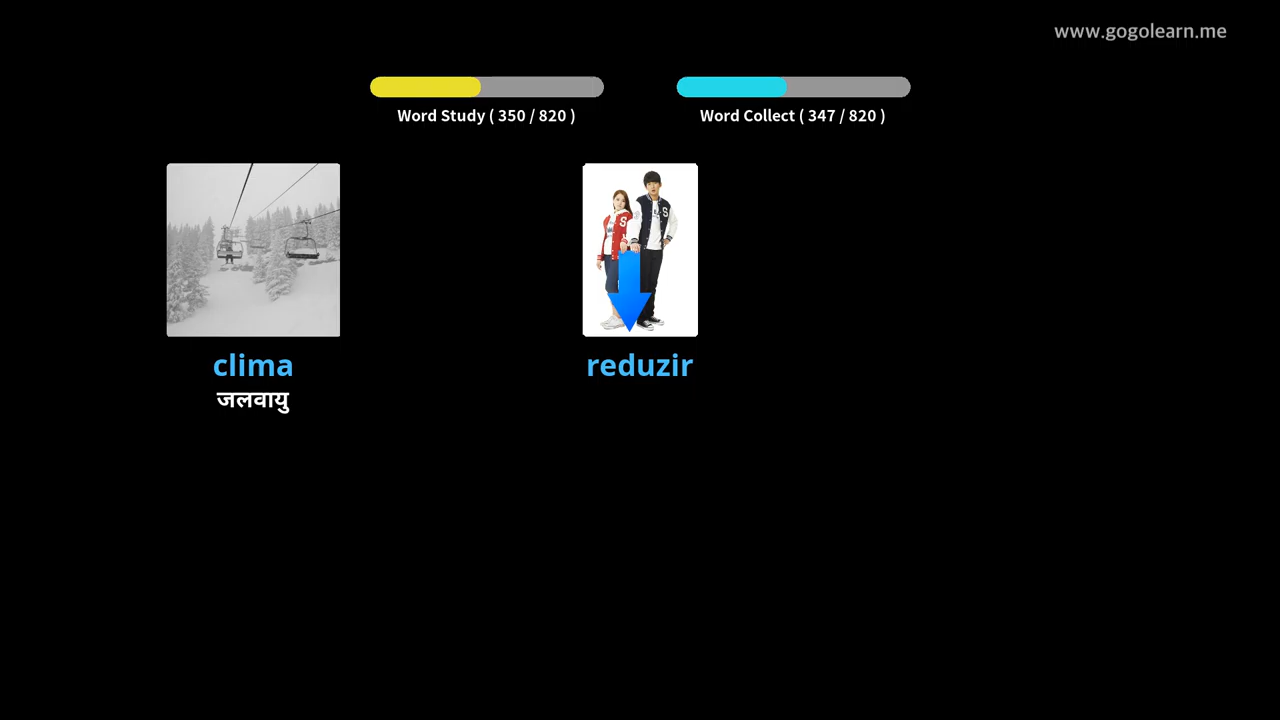 www.gogolearn.me
Word Study ( 350 / 820 )
Word Collect ( 347 / 820 )
S
S
clima
reduzir
जलवायु